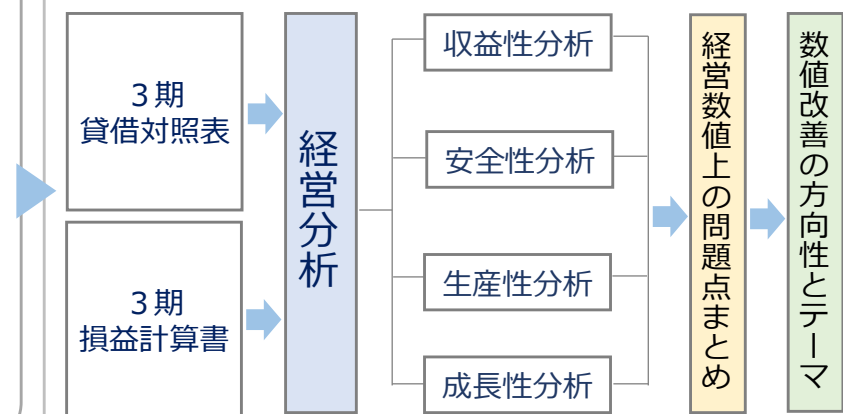 ３期
貸借対照表
３期
損益計算書
経営分析
収益性分析
安全性分析
生産性分析
成長性分析
経営数値上の問題点まとめ
数値改善の方向性とテーマ